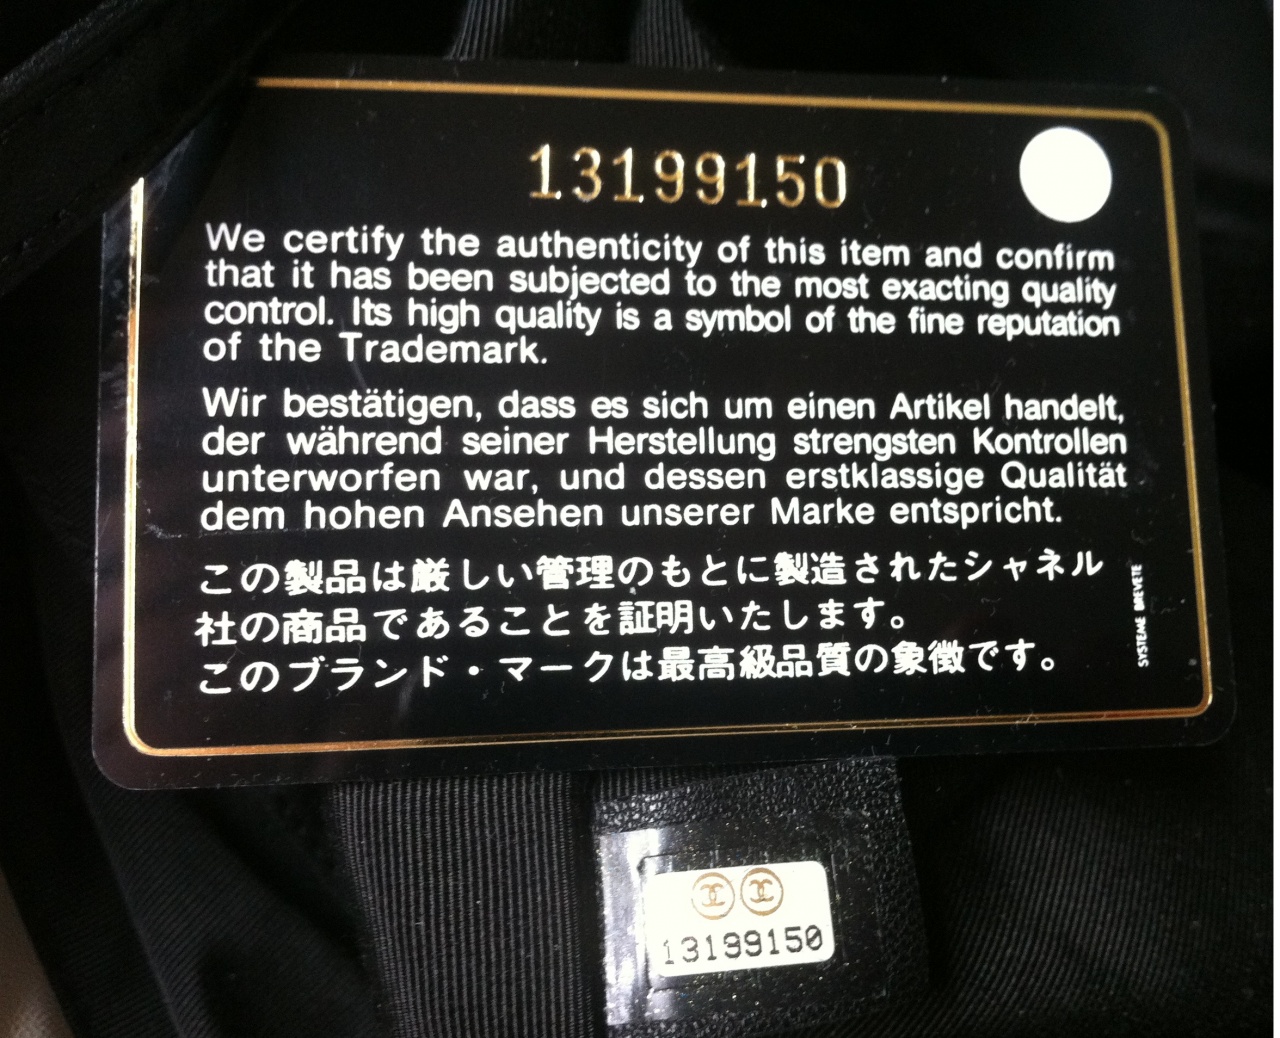 13199150
We certify the authenticity of this item and confirm
that it has been subjected to the most exacting quality
control. Its high quality is a symbol of the fine reputation
of the Trademark.
Wir bestätigen, dass es sich um einen Artikel handelt,
der während seiner Herstellung strengsten Kontrollen
unterworfen war, und dessen erstklassige Qualität
dem hohen Ansehen unserer Marke entspricht.
この製品は厳しい管理のもとに製造されたシャネル
社の商品であることを証明いたします。
このブランド・マークは最高級品質の象徴です。
SYSTEME BREVETE
13199150